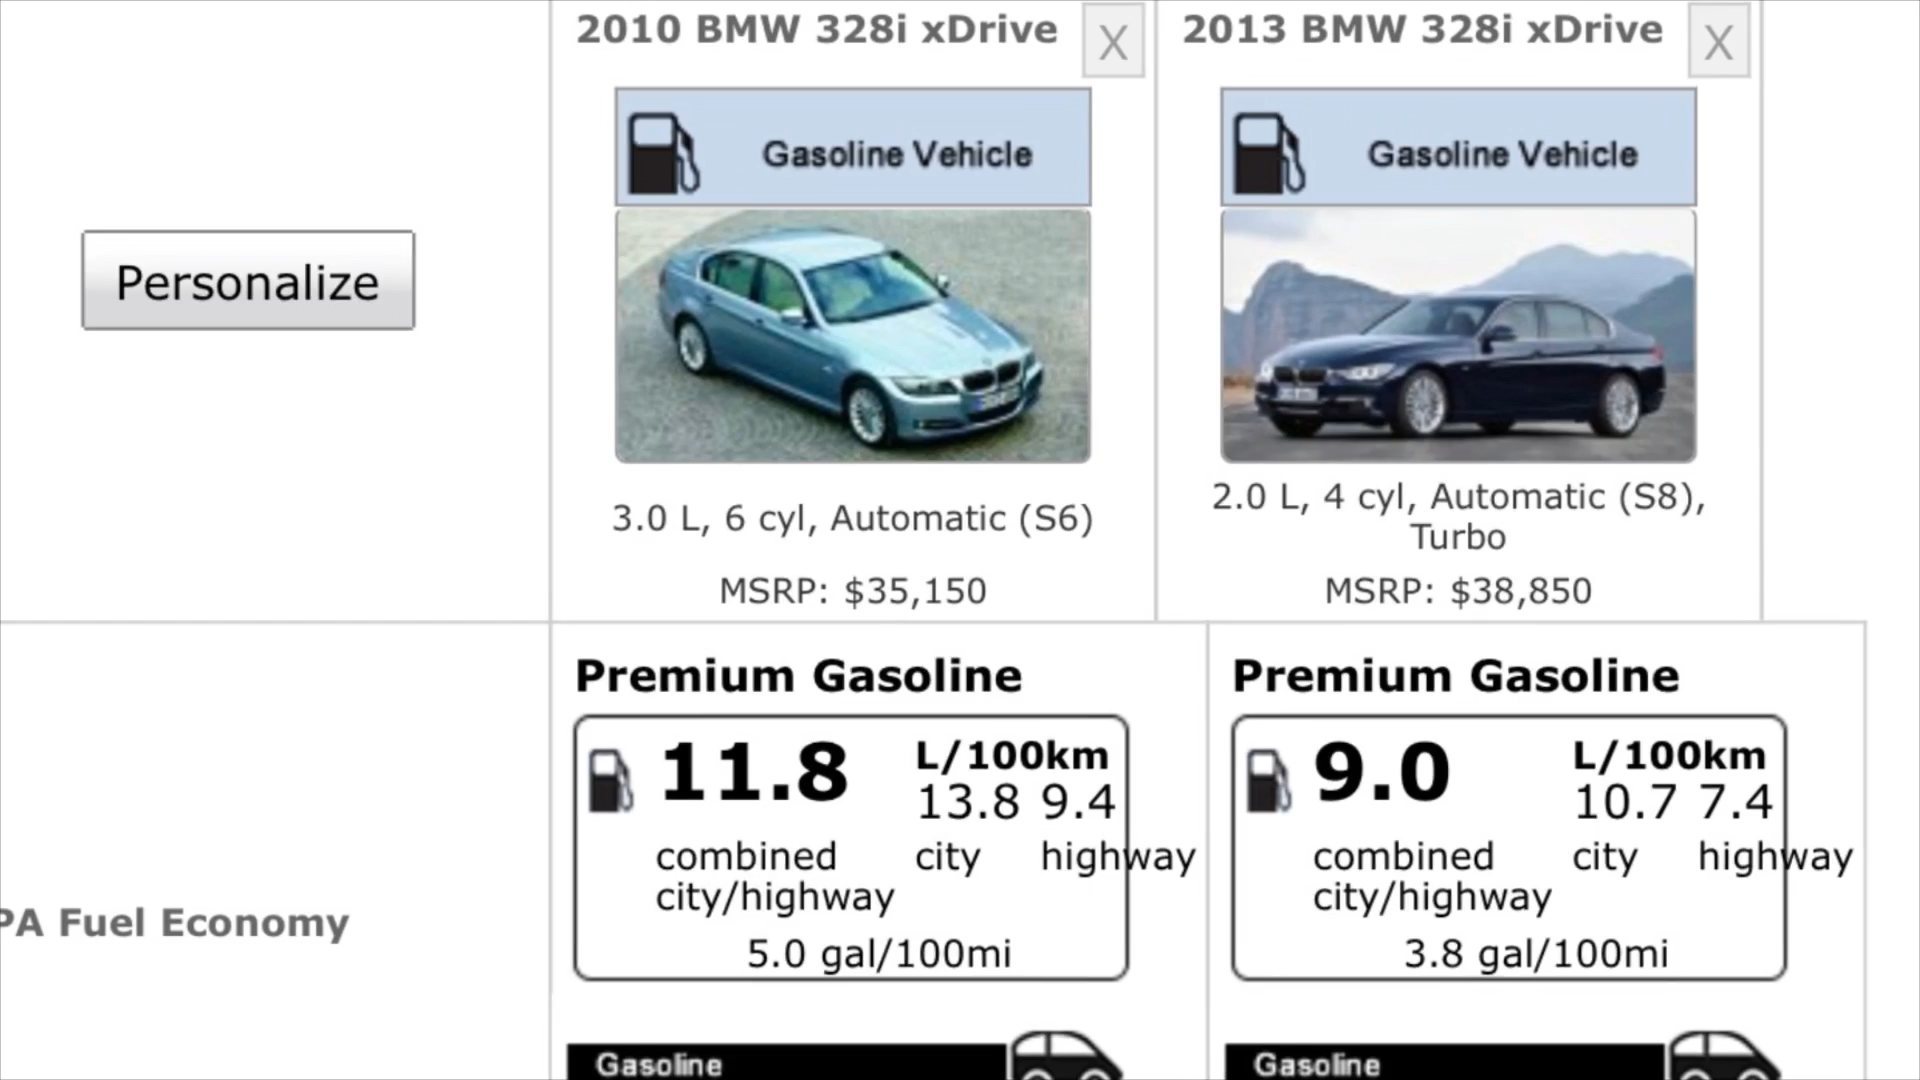 2010 BMW 328i xDrive
X
2013 BMW 328i xDrive
X
Gasoline Vehicle
Gasoline Vehicle
Personalize
3.0 L, 6 cyl, Automatic (S6)
2.0 L, 4 cyl, Automatic (S8),
Turbo
MSRP: $35,150
MSRP: $38,850
Premium Gasoline
Premium Gasoline
11.8
L/100km
13.8 9.4
combined
city/highway
city
highway
5.0 gal/100mi
9.0
L/100km
10.7 7.4
combined
city/highway
city
highway
3.8 gal/100mi
PA Fuel Economy
Gasoline
Gasoline